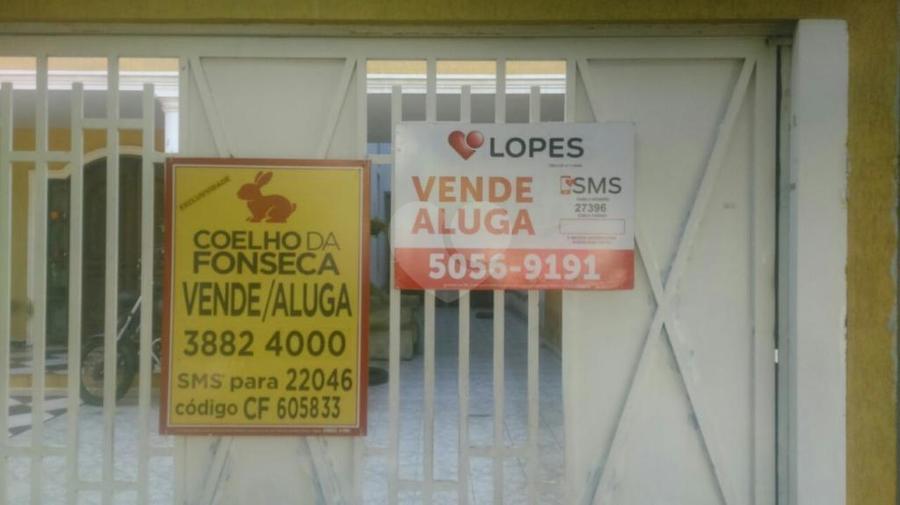 EXCLUSIVIDADE
COELHO DA
FONSECA
VENDE/ALUGA
3882 4000
SMS para 22046
código CF 605833
LOPES
VENDE
ALUGA
SMS
27396
5056-9191